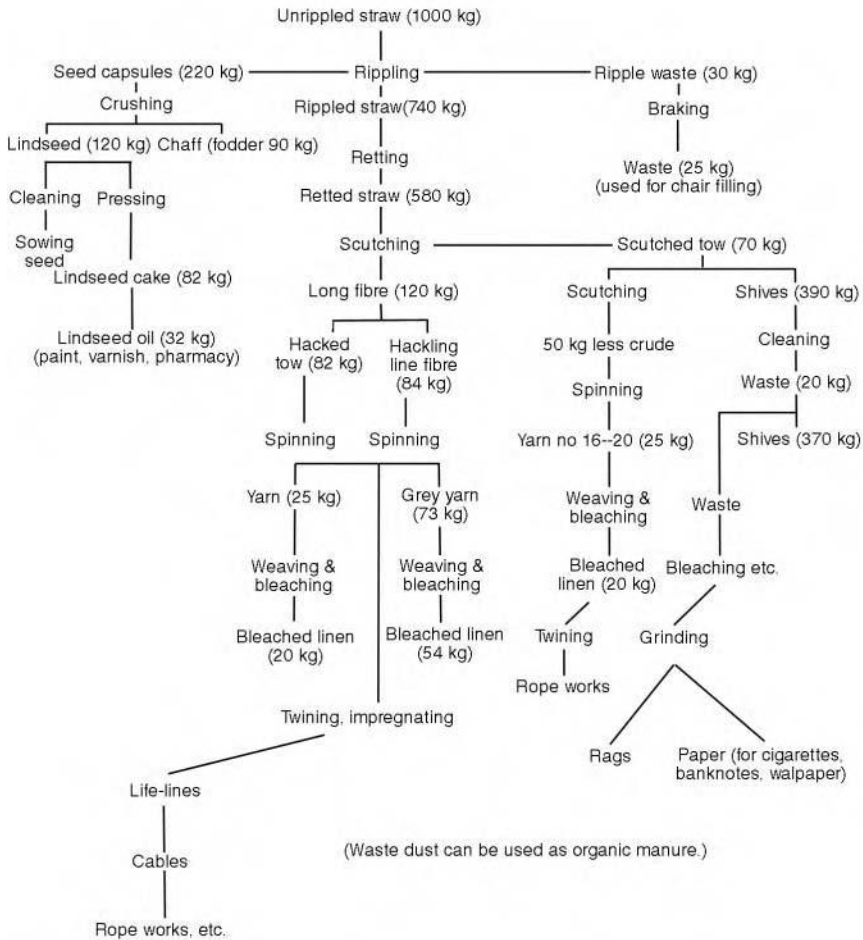 Unrippled straw (1000 kg)
Seed capsules (220 kg)
Rippling
Ripple waste (30 kg)
Crushing
Rippled straw(740 kg)
Braking
Lindseed (120 kg)
Chaff (fodder 90 kg)
Retting
Waste (25 kg)
(used for chair filling)
Cleaning
Pressing
Retted straw (580 kg)
Sowing
seed
Scutching
Scutched tow (70 kg)
Lindseed cake (82 kg)
Long fibre (120 kg)
Scutching
Shives (390 kg)
Lindseed oil (32 kg)
(paint, varnish, pharmacy)
Hacked
tow (82 kg)
Hackling
line fibre
(84 kg)
50 kg less crude
Cleaning
Spinning
Waste (20 kg)
Spinning
Spinning
Yarn no 16--20 (25 kg)
Shives (370 kg)
Yarn (25 kg)
Grey yarn
(73 kg)
Weaving &
bleaching
Waste
Weaving &
bleaching
Weaving &
bleaching
Bleached
linen (20 kg)
Bleaching etc.
Bleached linen
(20 kg)
Bleached linen
(54 kg)
Twining
Grinding
Rope works
Twining, impregnating
Rags
Paper (for cigarettes,
banknotes, walpaper)
Life-lines
Cables
(Waste dust can be used as organic manure.)
Rope works, etc.